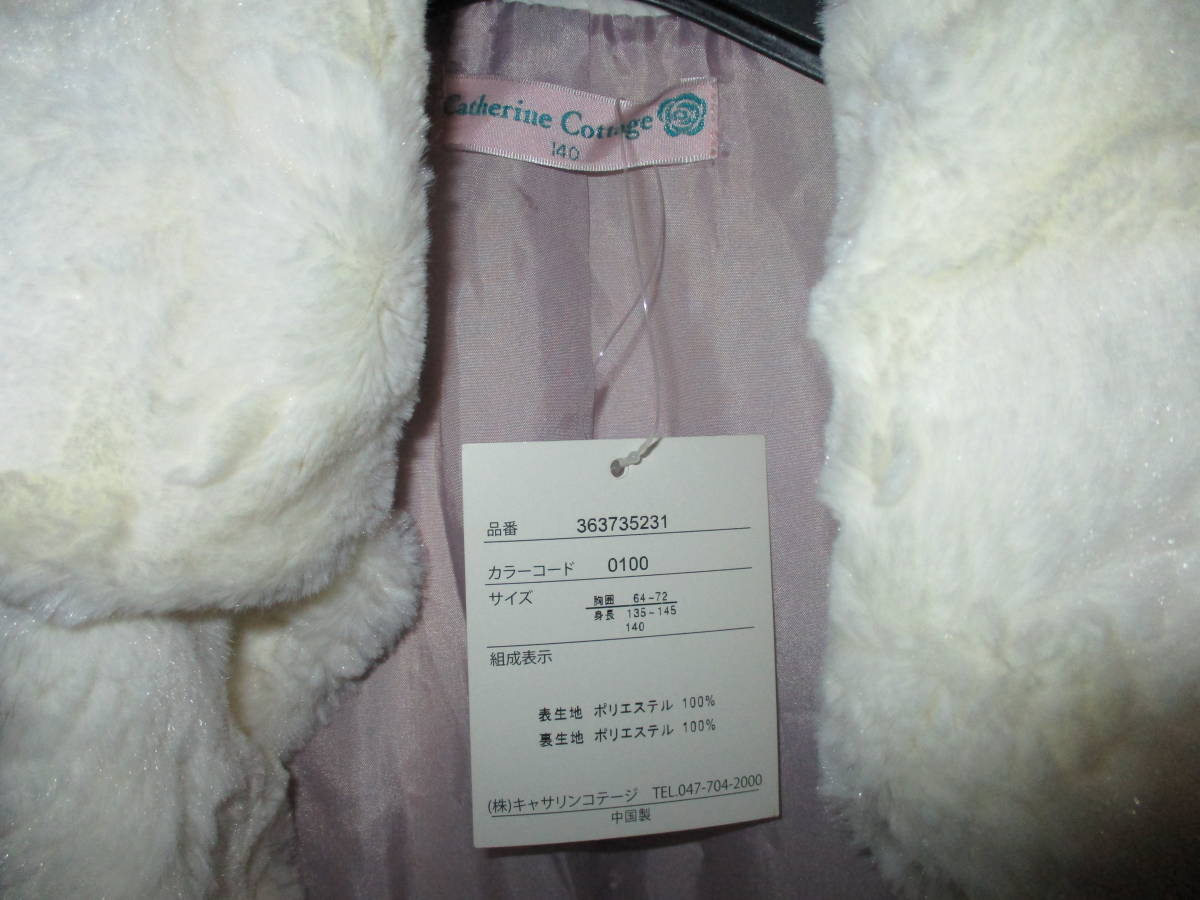 Catherine Cottage
140
品番 363735231
カラーコード 0100
サイズ 胸囲 64-72
身長 135-145
140
組成表示
表生地 ポリエステル 100%
裏生地 ポリエステル 100%
(株)キャサリンコテージ TEL.047-704-2000
中国製